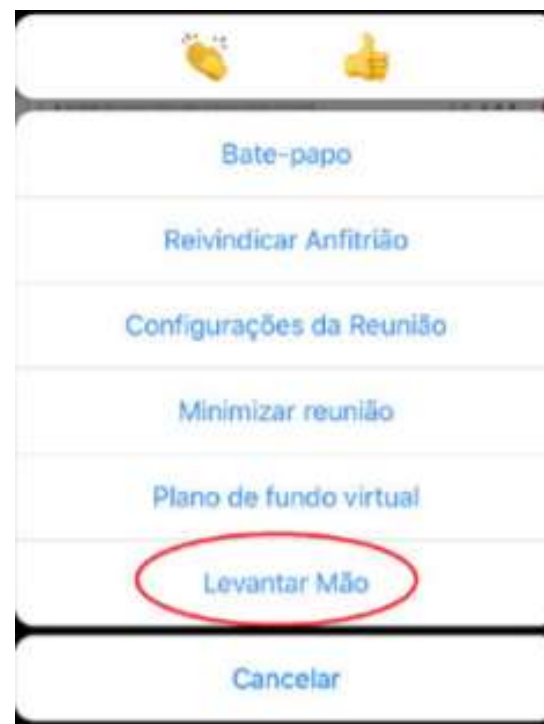 Bate-papo
Reivindicar Anfitrião
Configurações da Reunião
Minimizar reunião
Plano de fundo virtual
Levantar Mão
Cancelar